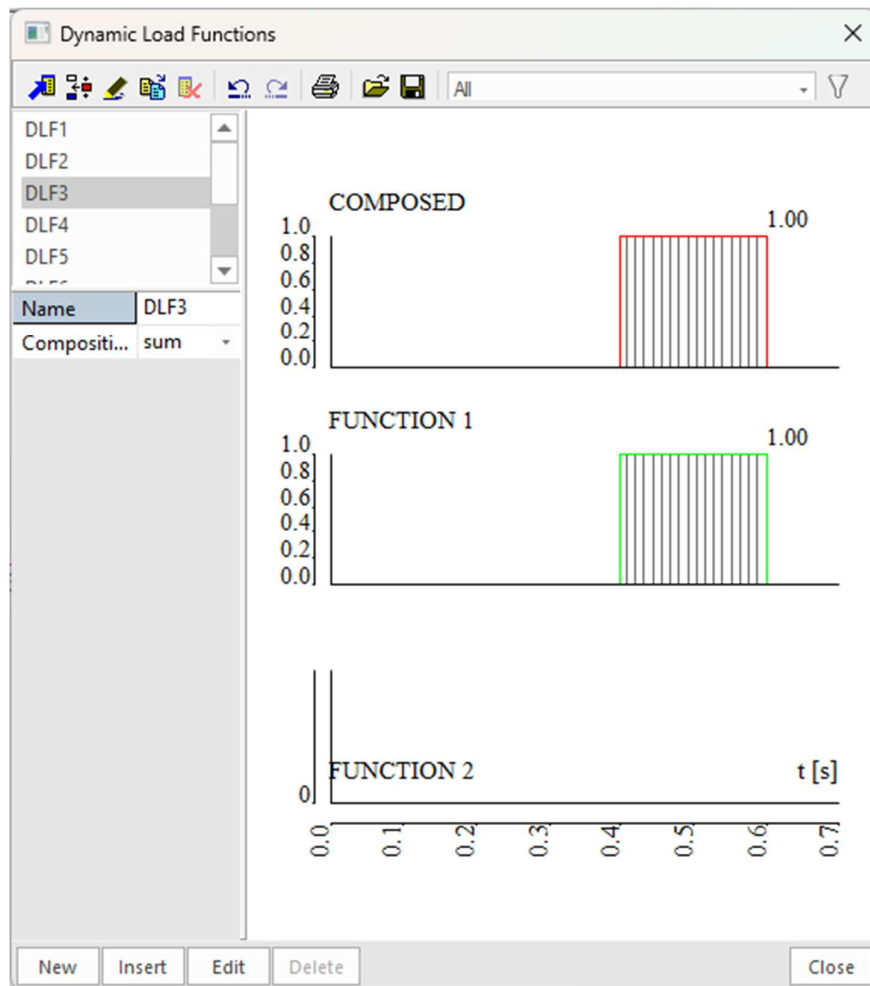 Dynamic Load Functions
All
DLF1
DLF2
DLF3
DLF4
DLF5
Name DLF3
Compositi... sum
COMPOSED
1.00
1.0
0.8
0.6
0.4
0.2
0.0
FUNCTION 1
1.00
1.0
0.8
0.6
0.4
0.2
0.0
FUNCTION 2 t [s]
0
0.0 0.1 0.2 0.3 0.4 0.5 0.6 0.7
New Insert Edit Delete Close